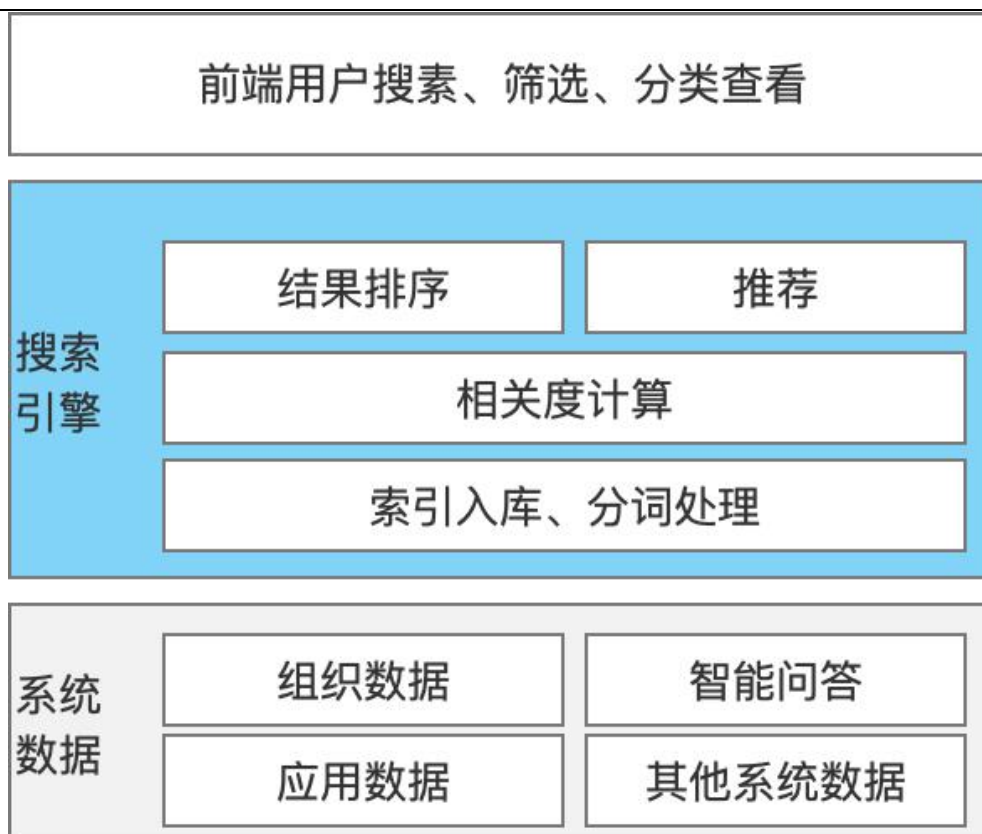 前端用户搜素、筛选、分类查看
结果排序
推荐
搜索
引擎
相关度计算
索引入库、分词处理
系统
数据
组织数据
智能问答
应用数据
其他系统数据